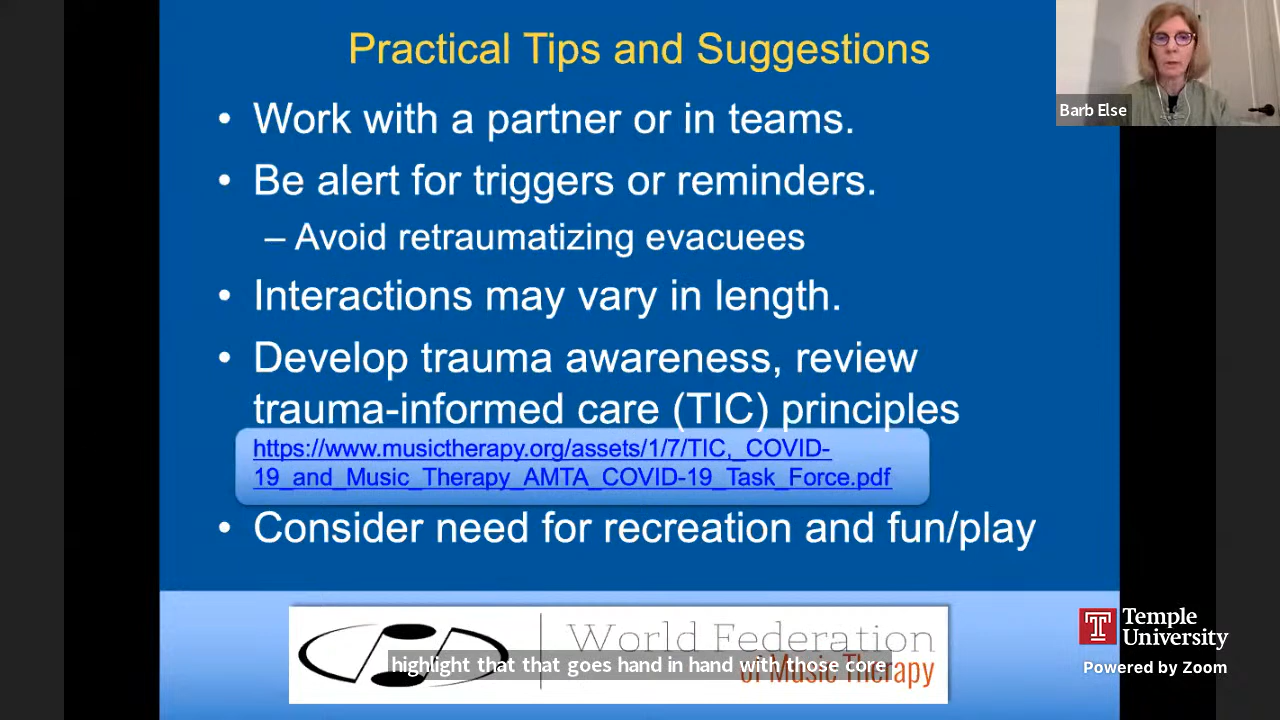 Practical Tips and Suggestions
• Work with a partner or in teams.
• Be alert for triggers or reminders.
– Avoid retraumatizing evacuees
• Interactions may vary in length.
• Develop trauma awareness, review
trauma-informed care (TIC) principles
https://www.musictherapy.org/assets/1/7/TIC,_COVID-
19_and_Music_Therapy_AMTA_COVID-19_Task_Force.pdf
• Consider need for recreation and fun/play
World Federation
of Music Therapy
highlight that that goes hand in hand with those core
Barb Else
Temple
University
Powered by Zoom